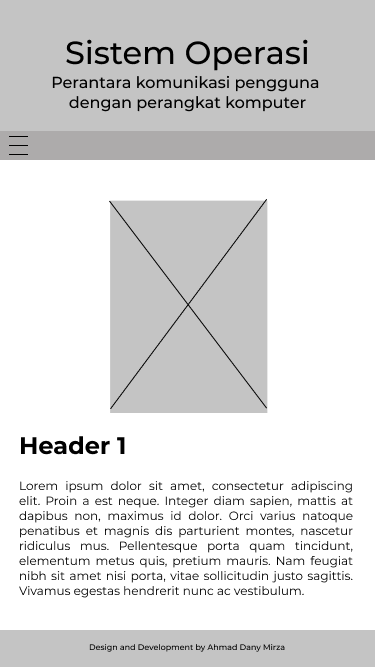 Sistem Operasi
Perantara komunikasi pengguna
dengan perangkat komputer
Header 1
Lorem ipsum dolor sit amet, consectetur adipiscing
elit. Proin a est neque. Integer diam sapien, mattis at
dapibus non, maximus id dolor. Orci varius natoque
penatibus et magnis dis parturient montes, nascetur
ridiculus mus. Pellentesque porta quam tincidunt,
elementum metus quis, pretium mauris. Nam feugiat
nibh sit amet nisi porta, vitae sollicitudin justo sagittis.
Vivamus egestas hendrerit nunc ac vestibulum.
Design and Development by Ahmad Dany Mirza